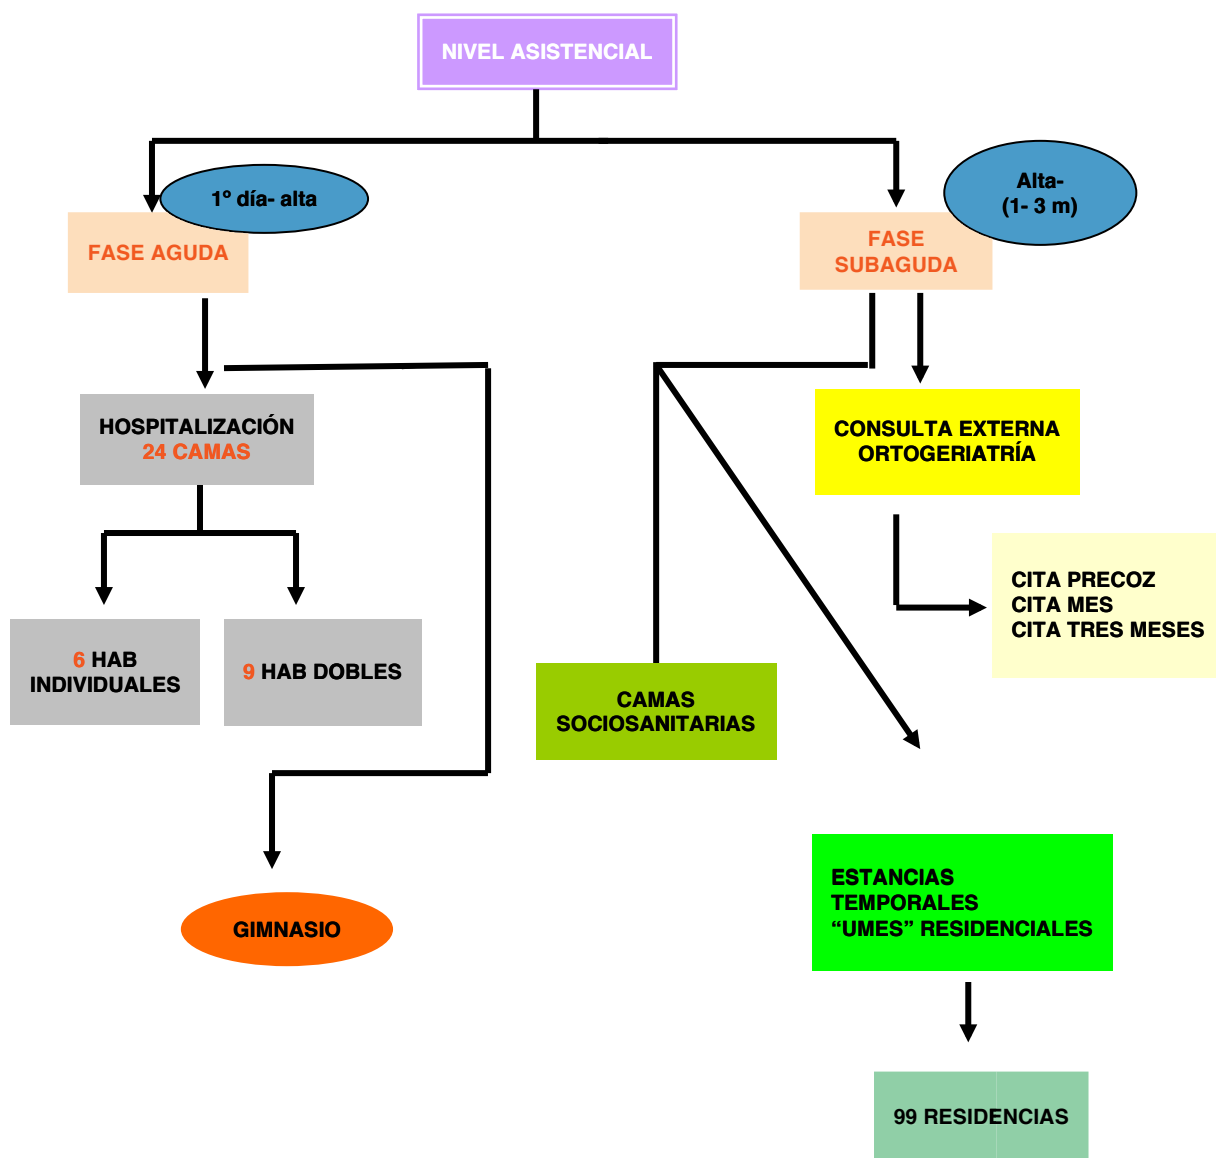 NIVEL ASISTENCIAL
1º día- alta
FASE AGUDA
Alta-
(1- 3 m)
FASE
SUBAGUDA
HOSPITALIZACIÓN
24 CAMAS
6 HAB
INDIVIDUALES
9 HAB DOBLES
GIMNASIO
CONSULTA EXTERNA
ORTOGERIATRÍA
CITA PRECOZ
CITA MES
CITA TRES MESES
CAMAS
SOCIOSANITARIAS
ESTANCIAS
TEMPORALES
“UMES” RESIDENCIALES
99 RESIDENCIAS